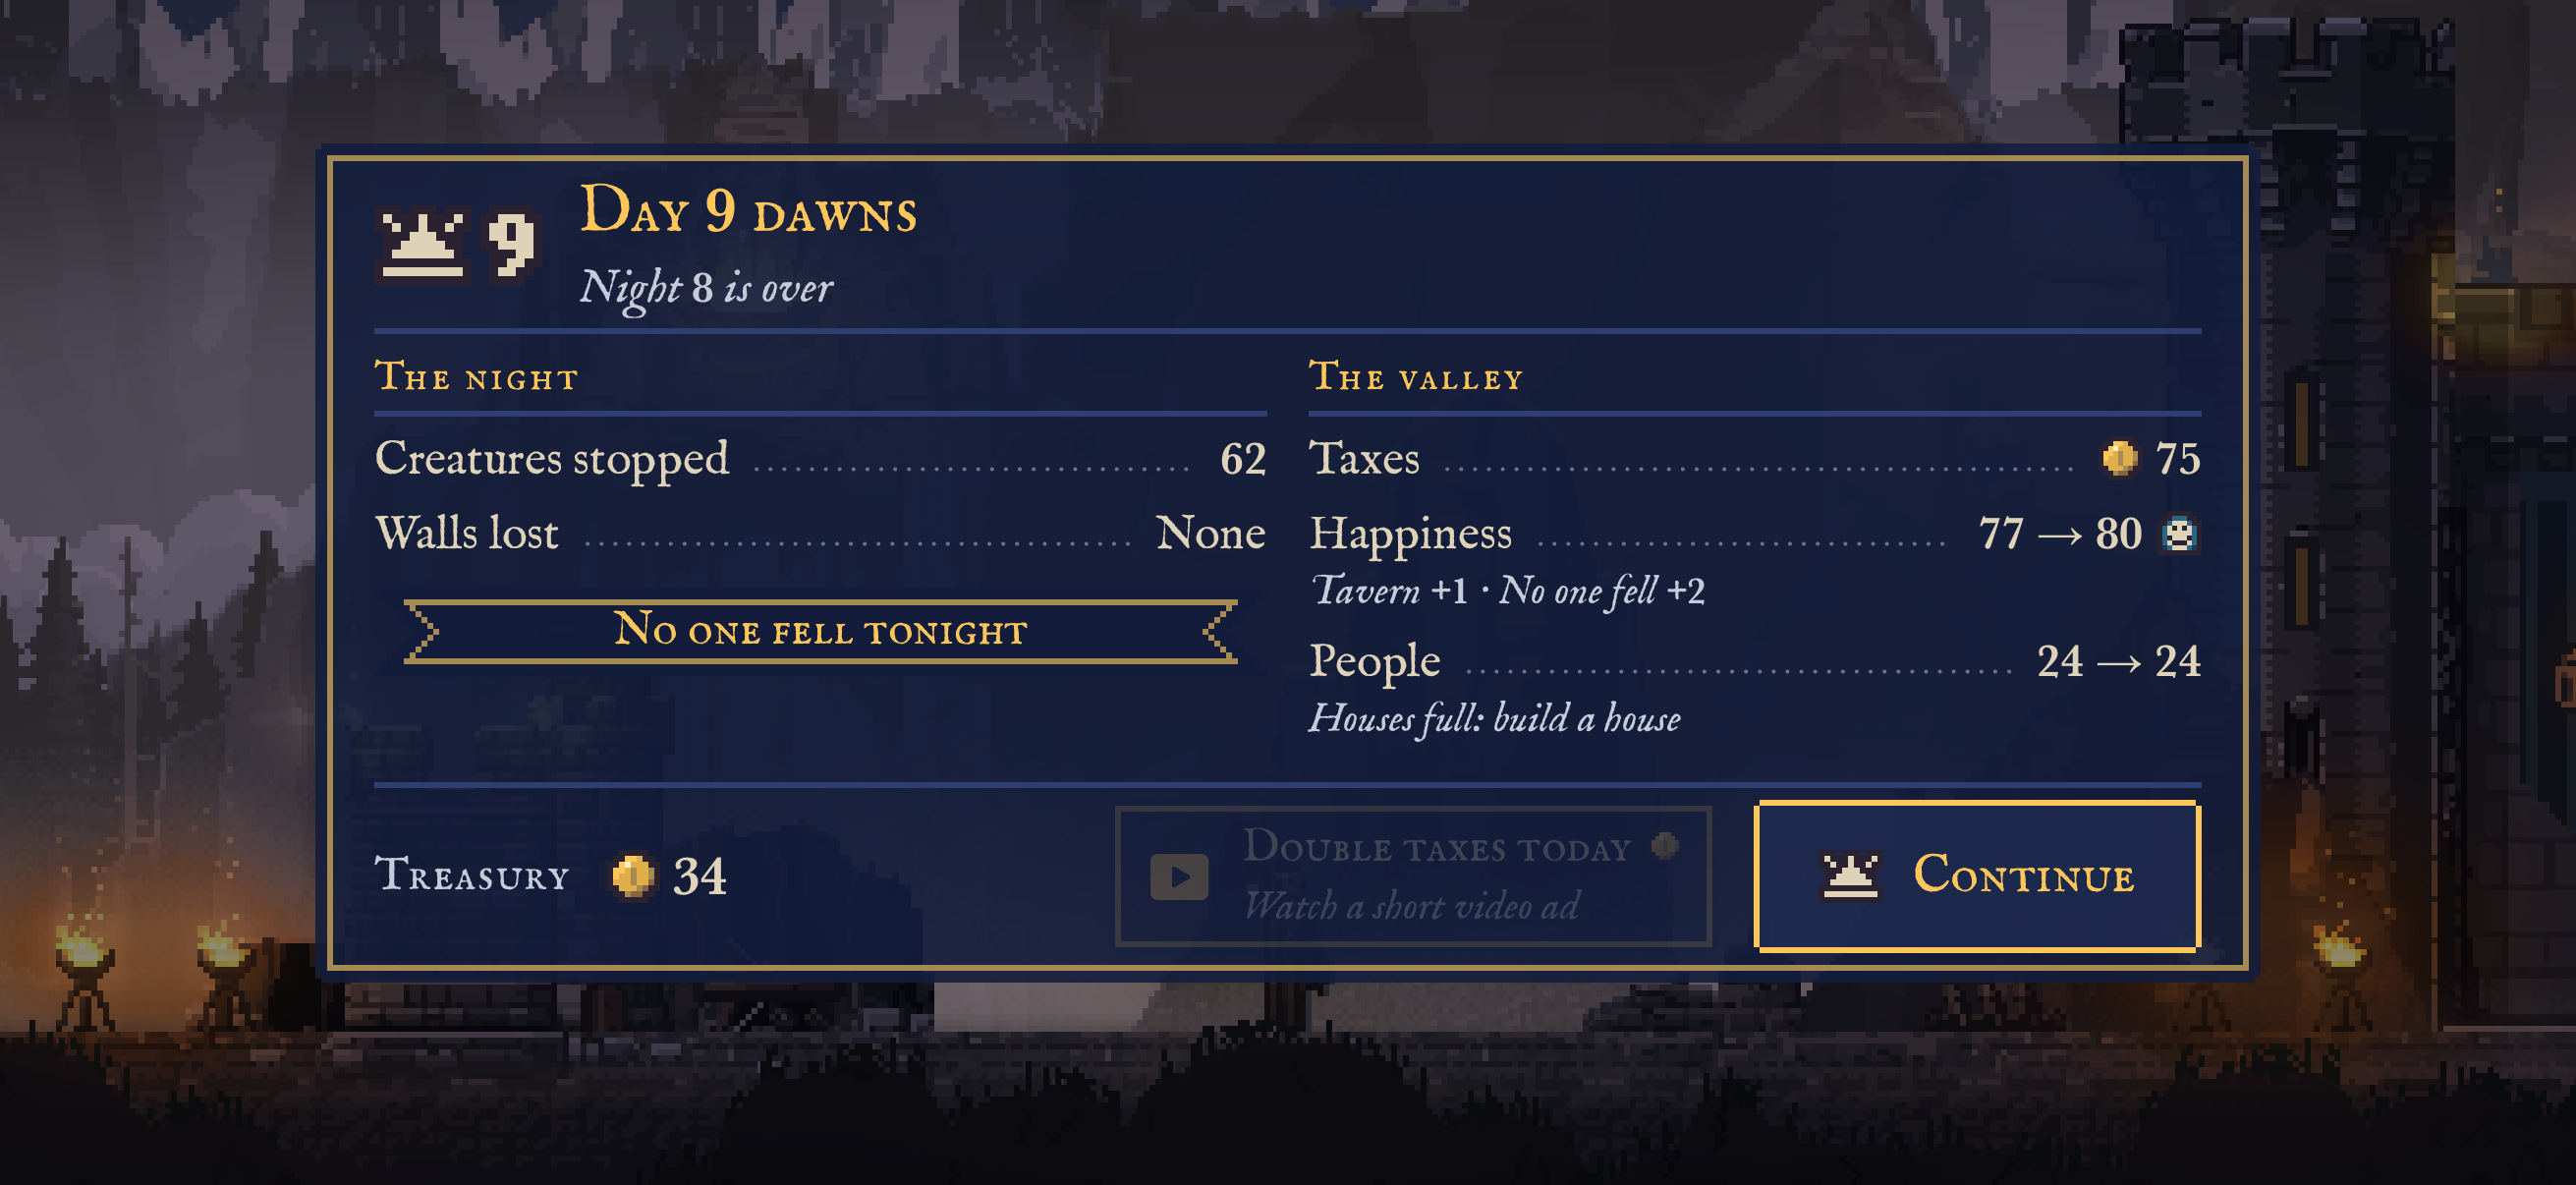 9
Day 9 dawns
Night 8 is over
The night
Creatures stopped 62
Walls lost None
No one fell tonight
The valley
Taxes 75
Happiness 77 → 80
Tavern +1 · No one fell +2
People 24 → 24
Houses full: build a house
Treasury 34
Double taxes today
Watch a short video ad
Continue